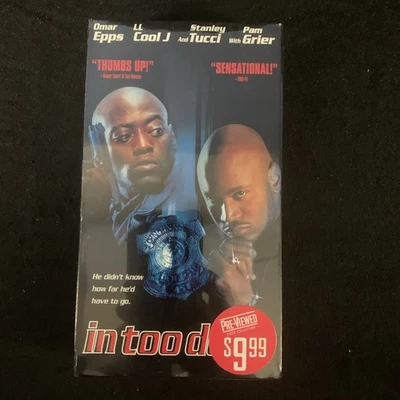 Omar Epps LL Cool J And Stanley Tucci With Pam Grier
"THUMBS UP!"
"SENSATIONAL!"
He didn't know
how far he'd
have to go.
in too d
PRE-VIEWED
$9.99